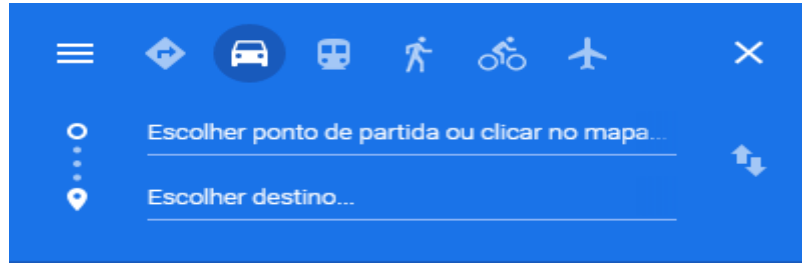 Escolher ponto de partida ou clicar no mapa...
Escolher destino...